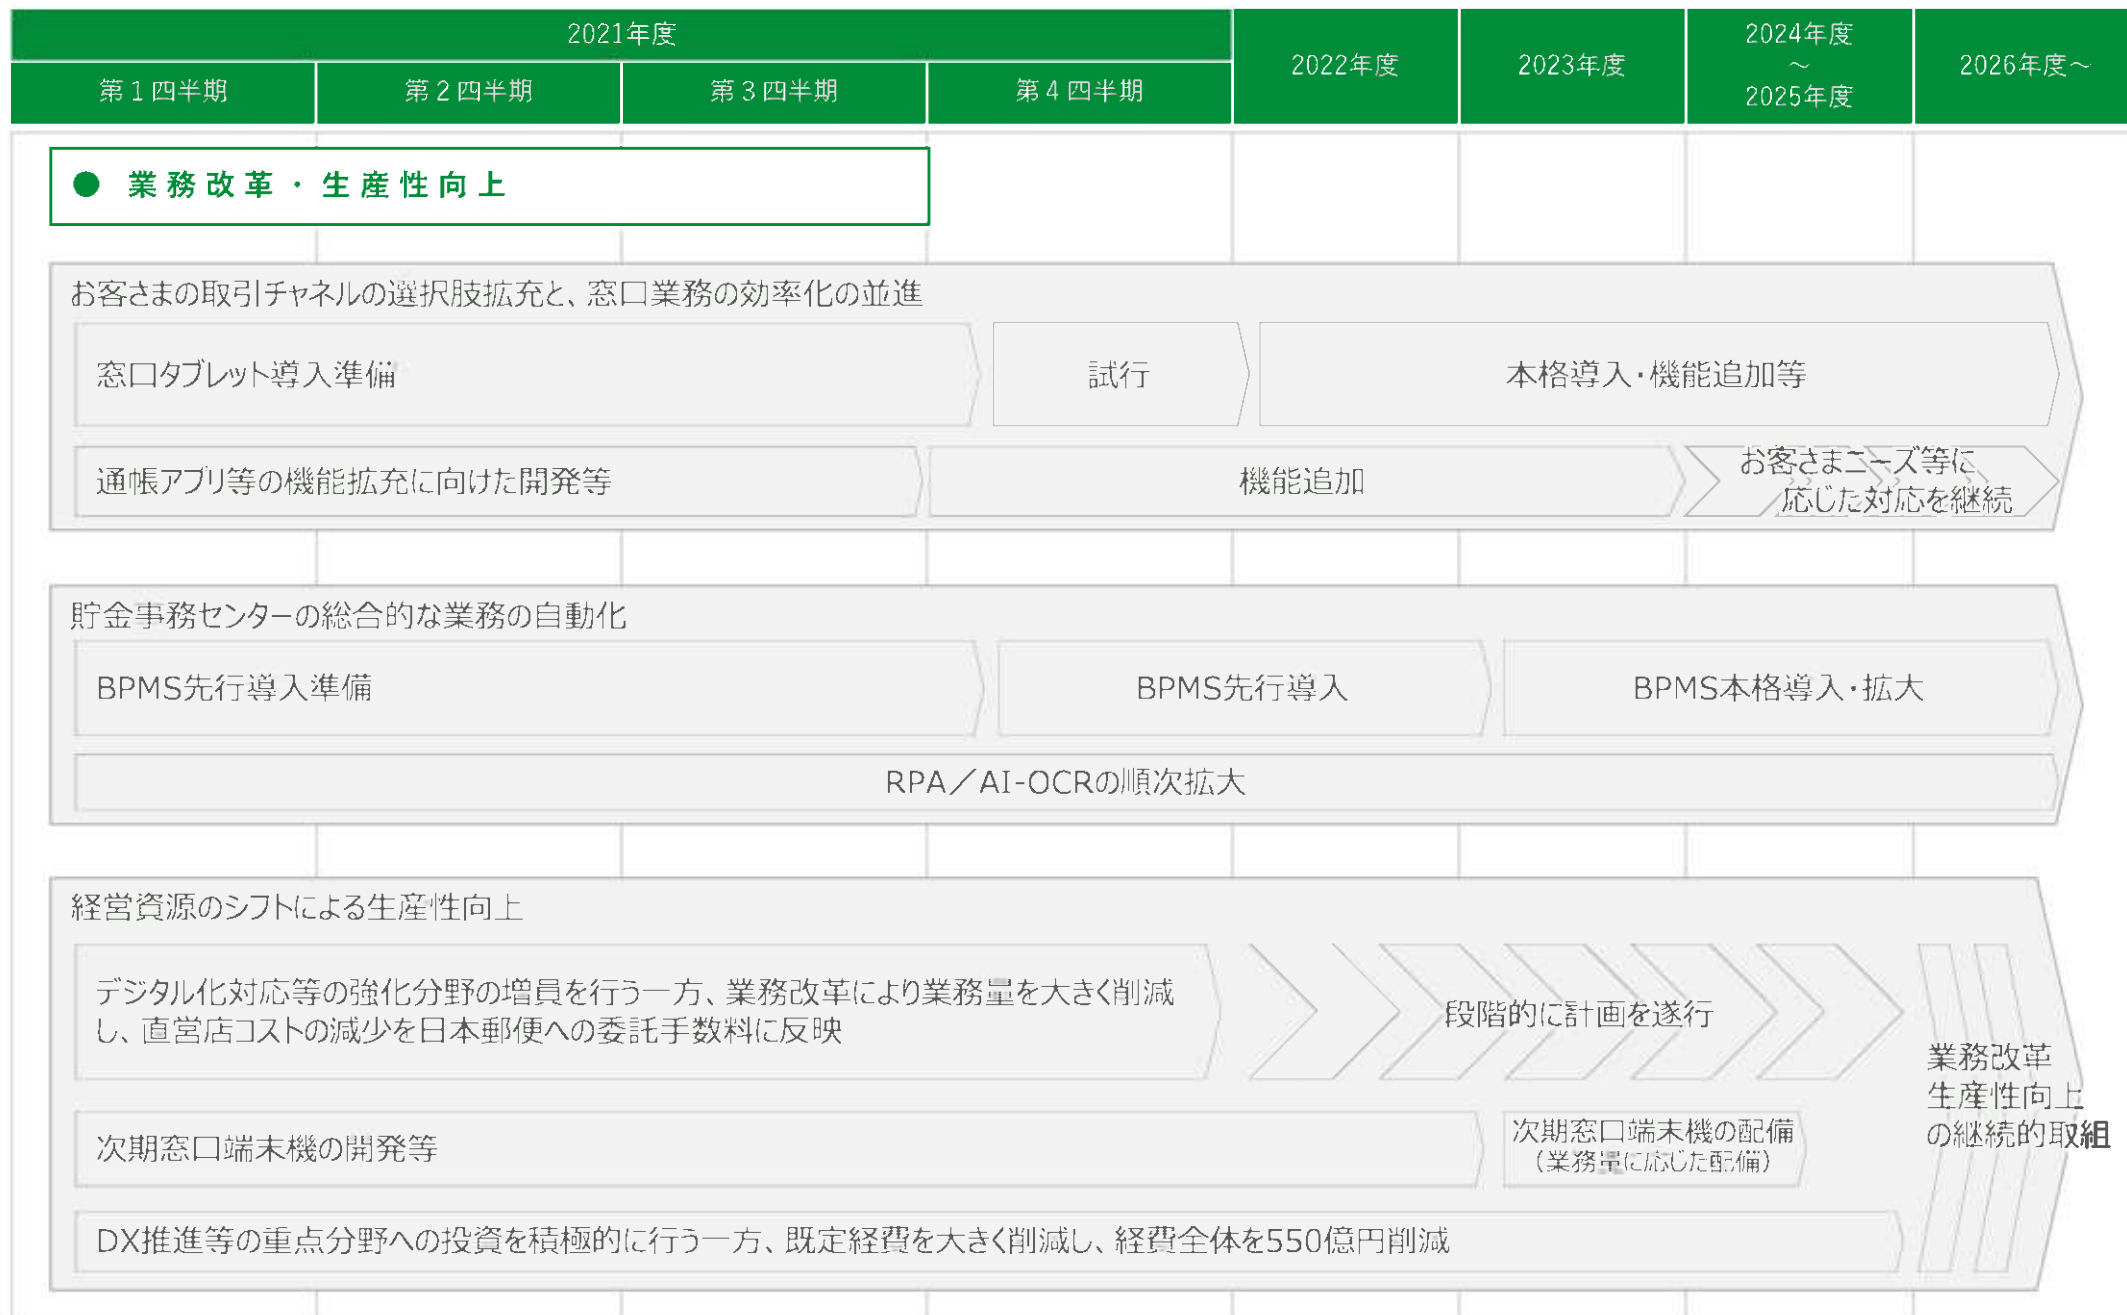 2021年度
2022年度
2023年度
2024年度
～
2025年度
2026年度～
第１四半期
第２四半期
第３四半期
第４四半期
● 業務改革・生産性向上
お客さまの取引チャネルの選択肢拡充と、窓口業務の効率化の並進
窓口タブレット導入準備
試行
本格導入・機能追加等
通帳アプリ等の機能拡充に向けた開発等
機能追加
お客さまニーズ等に
応じた対応を継続
貯金事務センターの総合的な業務の自動化
BPMS先行導入準備
BPMS先行導入
BPMS本格導入・拡大
RPA／AI-OCRの順次拡大
経営資源のシフトによる生産性向上
デジタル化対応等の強化分野の増員を行う一方、業務改革により業務量を大きく削減
し、直営店コストの減少を日本郵便への委託手数料に反映
段階的に計画を遂行
業務改革
生産性向上
の継続的取組
次期窓口端末機の開発等
次期窓口端末機の配備
（業務量に応じた配備）
DX推進等の重点分野への投資を積極的に行う一方、既定経費を大きく削減し、経費全体を550億円削減